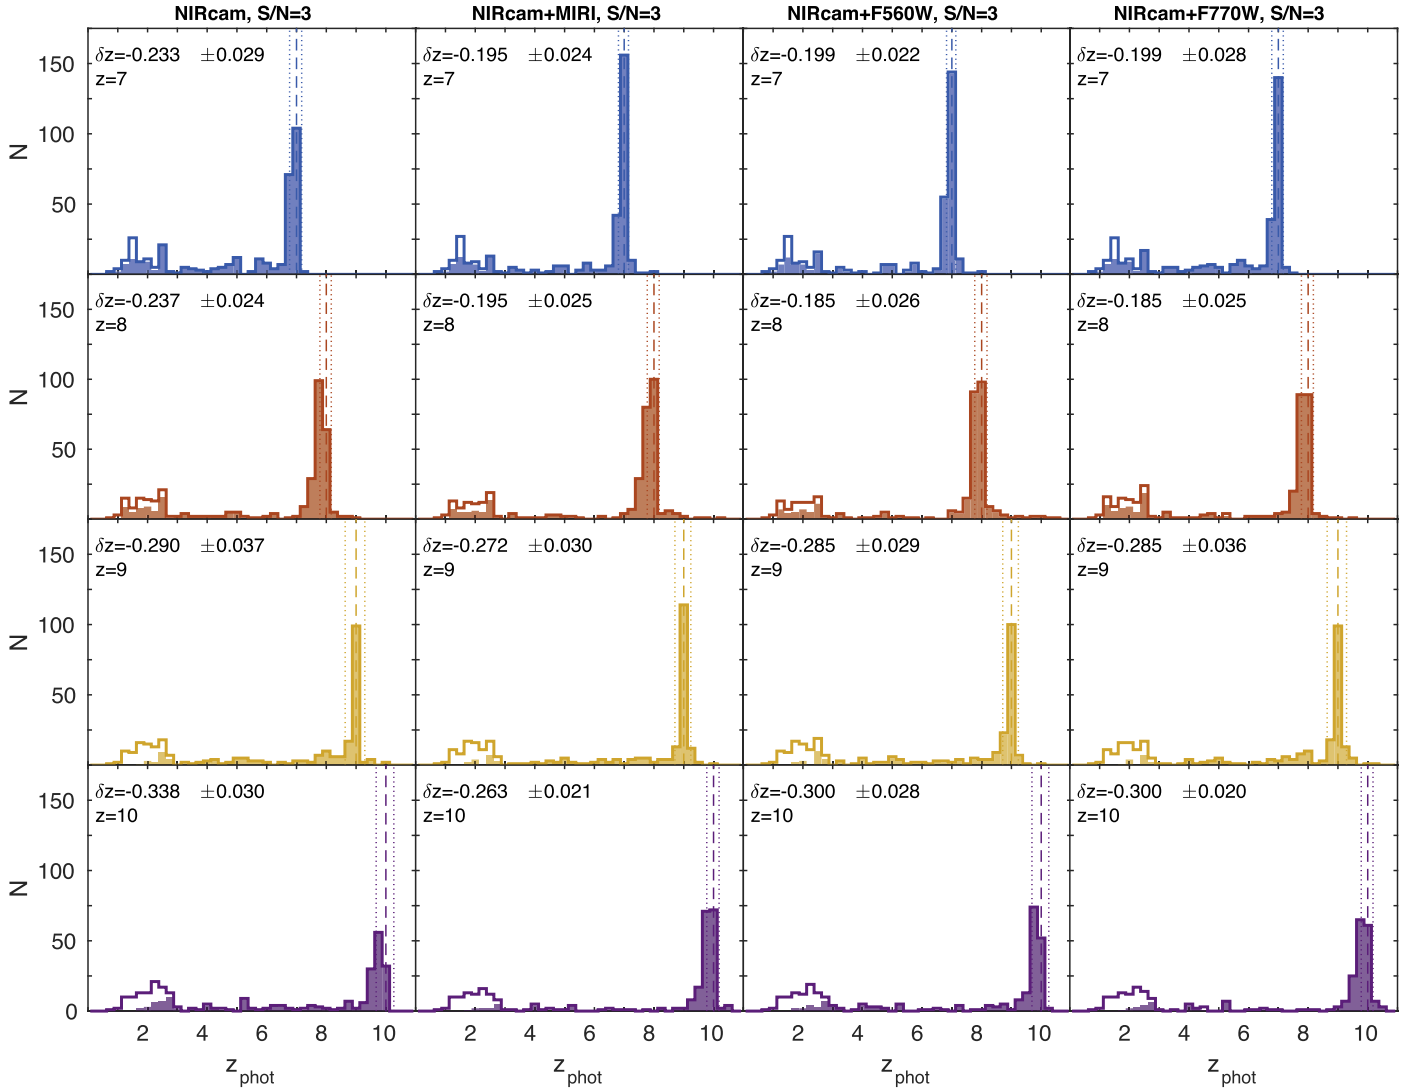 NIRcam, S/N=3 NIRcam+MIRI, S/N=3 NIRcam+F560W, S/N=3 NIRcam+F770W, S/N=3
δz=-0.233 ±0.029 δz=-0.195 ±0.024 δz=-0.199 ±0.022 δz=-0.199 ±0.028
z=7 z=7 z=7 z=7
150
100
50
N
δz=-0.237 ±0.024 δz=-0.195 ±0.025 δz=-0.185 ±0.026 δz=-0.185 ±0.025
z=8 z=8 z=8 z=8
150
100
50
N
δz=-0.290 ±0.037 δz=-0.272 ±0.030 δz=-0.285 ±0.029 δz=-0.285 ±0.036
z=9 z=9 z=9 z=9
150
100
50
N
δz=-0.338 ±0.030 δz=-0.263 ±0.021 δz=-0.300 ±0.028 δz=-0.300 ±0.020
z=10 z=10 z=10 z=10
150
100
50
0
N
2 4 6 8 10 2 4 6 8 10 2 4 6 8 10 2 4 6 8 10
z_phot z_phot z_phot z_phot